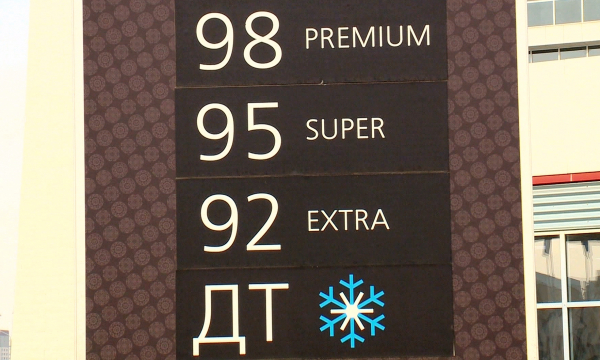 98 PREMIUM
95 SUPER
92 EXTRA
ДТ